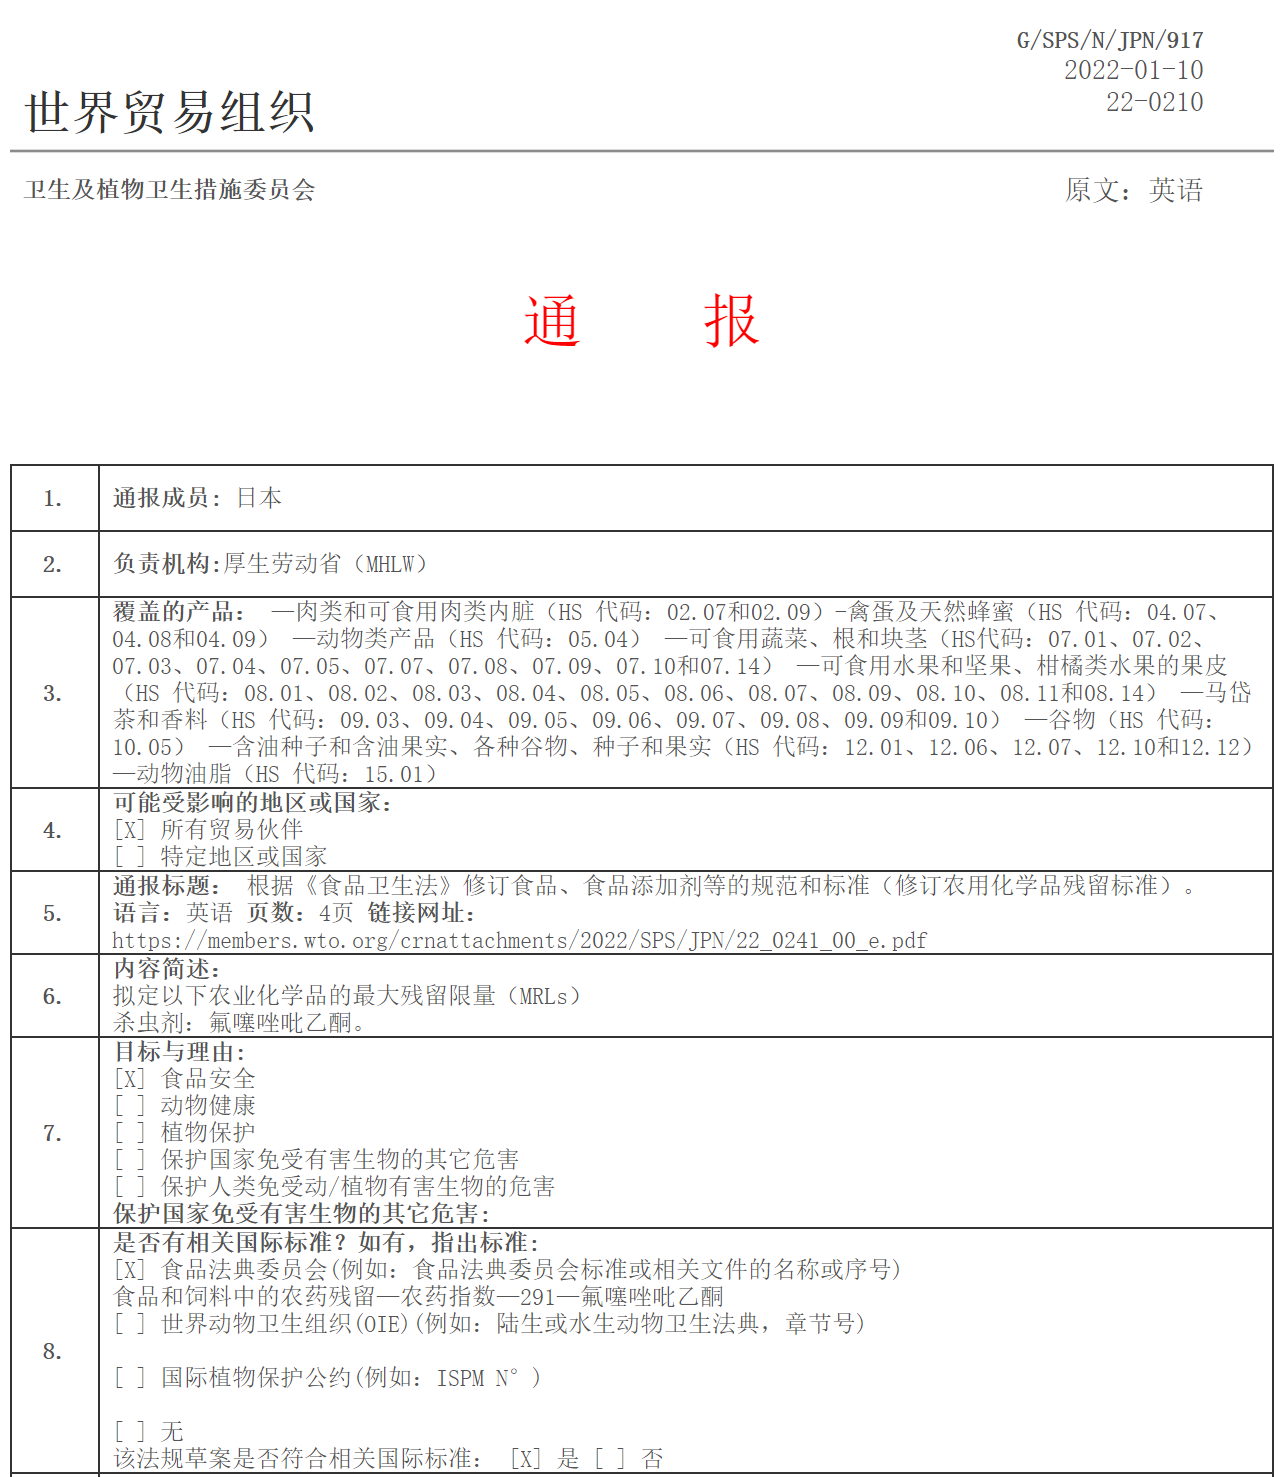 G/SPS/N/JPN/917
2022-01-10
22-0210
世界贸易组织
卫生及植物卫生措施委员会
原文：英语
通 报
1.
通报成员：日本
2.
负责机构:厚生劳动省（MHLW）
3.
覆盖的产品： —肉类和可食用肉类内脏（HS 代码：02.07和02.09）-禽蛋及天然蜂蜜（HS 代码：04.07、
04.08和04.09） —动物类产品（HS 代码：05.04） —可食用蔬菜、根和块茎（HS代码：07.01、07.02、
07.03、07.04、07.05、07.07、07.08、07.09、07.10和07.14） —可食用水果和坚果、柑橘类水果的果皮
（HS 代码：08.01、08.02、08.03、08.04、08.05、08.06、08.07、08.09、08.10、08.11和08.14） —马岱
茶和香料（HS 代码：09.03、09.04、09.05、09.06、09.07、09.08、09.09和09.10） —谷物（HS 代码：
10.05） —含油种子和含油果实、各种谷物、种子和果实（HS 代码：12.01、12.06、12.07、12.10和12.12）
—动物油脂（HS 代码：15.01）
4.
可能受影响的地区或国家：
[X] 所有贸易伙伴
[ ] 特定地区或国家
5.
通报标题： 根据《食品卫生法》修订食品、食品添加剂等的规范和标准（修订农用化学品残留标准）。
语言：英语 页数：4页 链接网址：
https://members.wto.org/crnattachments/2022/SPS/JPN/22_0241_00_e.pdf
6.
内容简述：
拟定以下农业化学品的最大残留限量（MRLs）
杀虫剂：氟噻唑吡乙酮。
7.
目标与理由:
[X] 食品安全
[ ] 动物健康
[ ] 植物保护
[ ] 保护国家免受有害生物的其它危害
[ ] 保护人类免受动/植物有害生物的危害
保护国家免受有害生物的其它危害:
8.
是否有相关国际标准？如有，指出标准:
[X] 食品法典委员会(例如：食品法典委员会标准或相关文件的名称或序号)
食品和饲料中的农药残留—农药指数—291—氟噻唑吡乙酮
[ ] 世界动物卫生组织(OIE)(例如：陆生或水生动物卫生法典，章节号)
[ ] 国际植物保护公约(例如：ISPM N°)
[ ] 无
该法规草案是否符合相关国际标准： [X] 是 [ ] 否